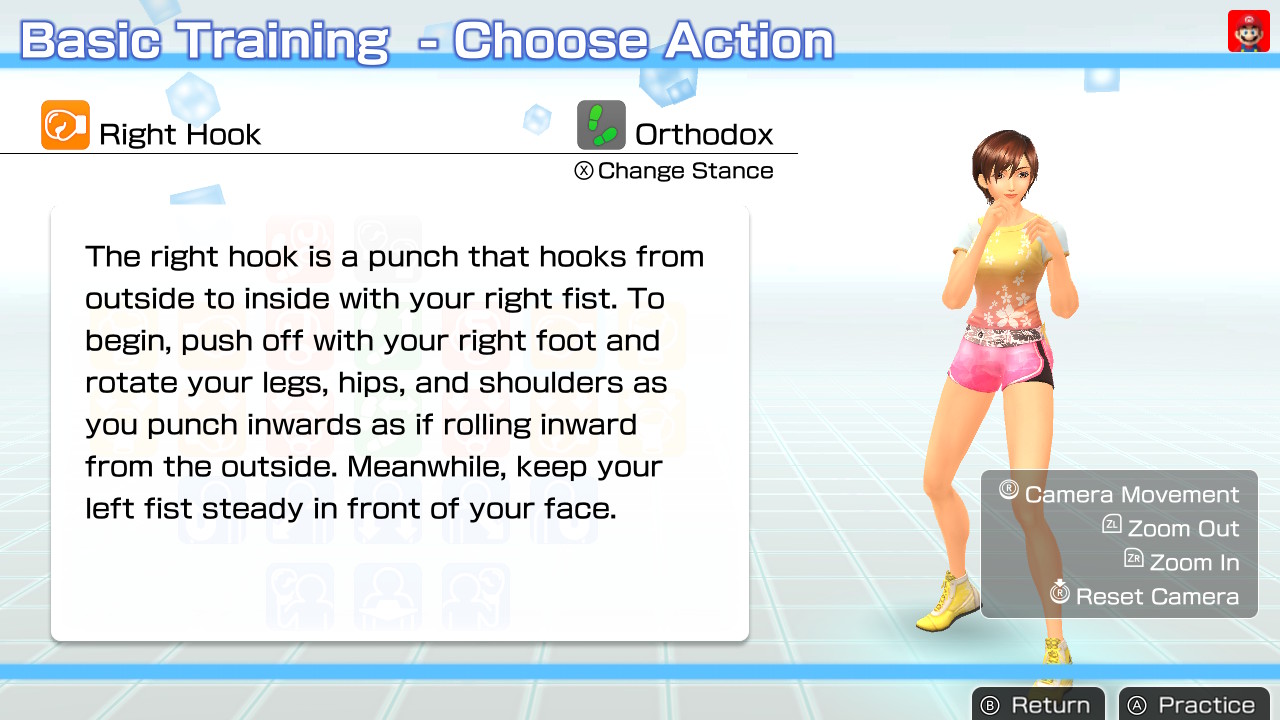 Basic Training - Choose Action
Right Hook
Orthodox
X Change Stance
The right hook is a punch that hooks from
outside to inside with your right fist. To
begin, push off with your right foot and
rotate your legs, hips, and shoulders as
you punch inwards as if rolling inward
from the outside. Meanwhile, keep your
left fist steady in front of your face.
R Camera Movement
ZL Zoom Out
ZR Zoom In
R Reset Camera
B Return
A Practice